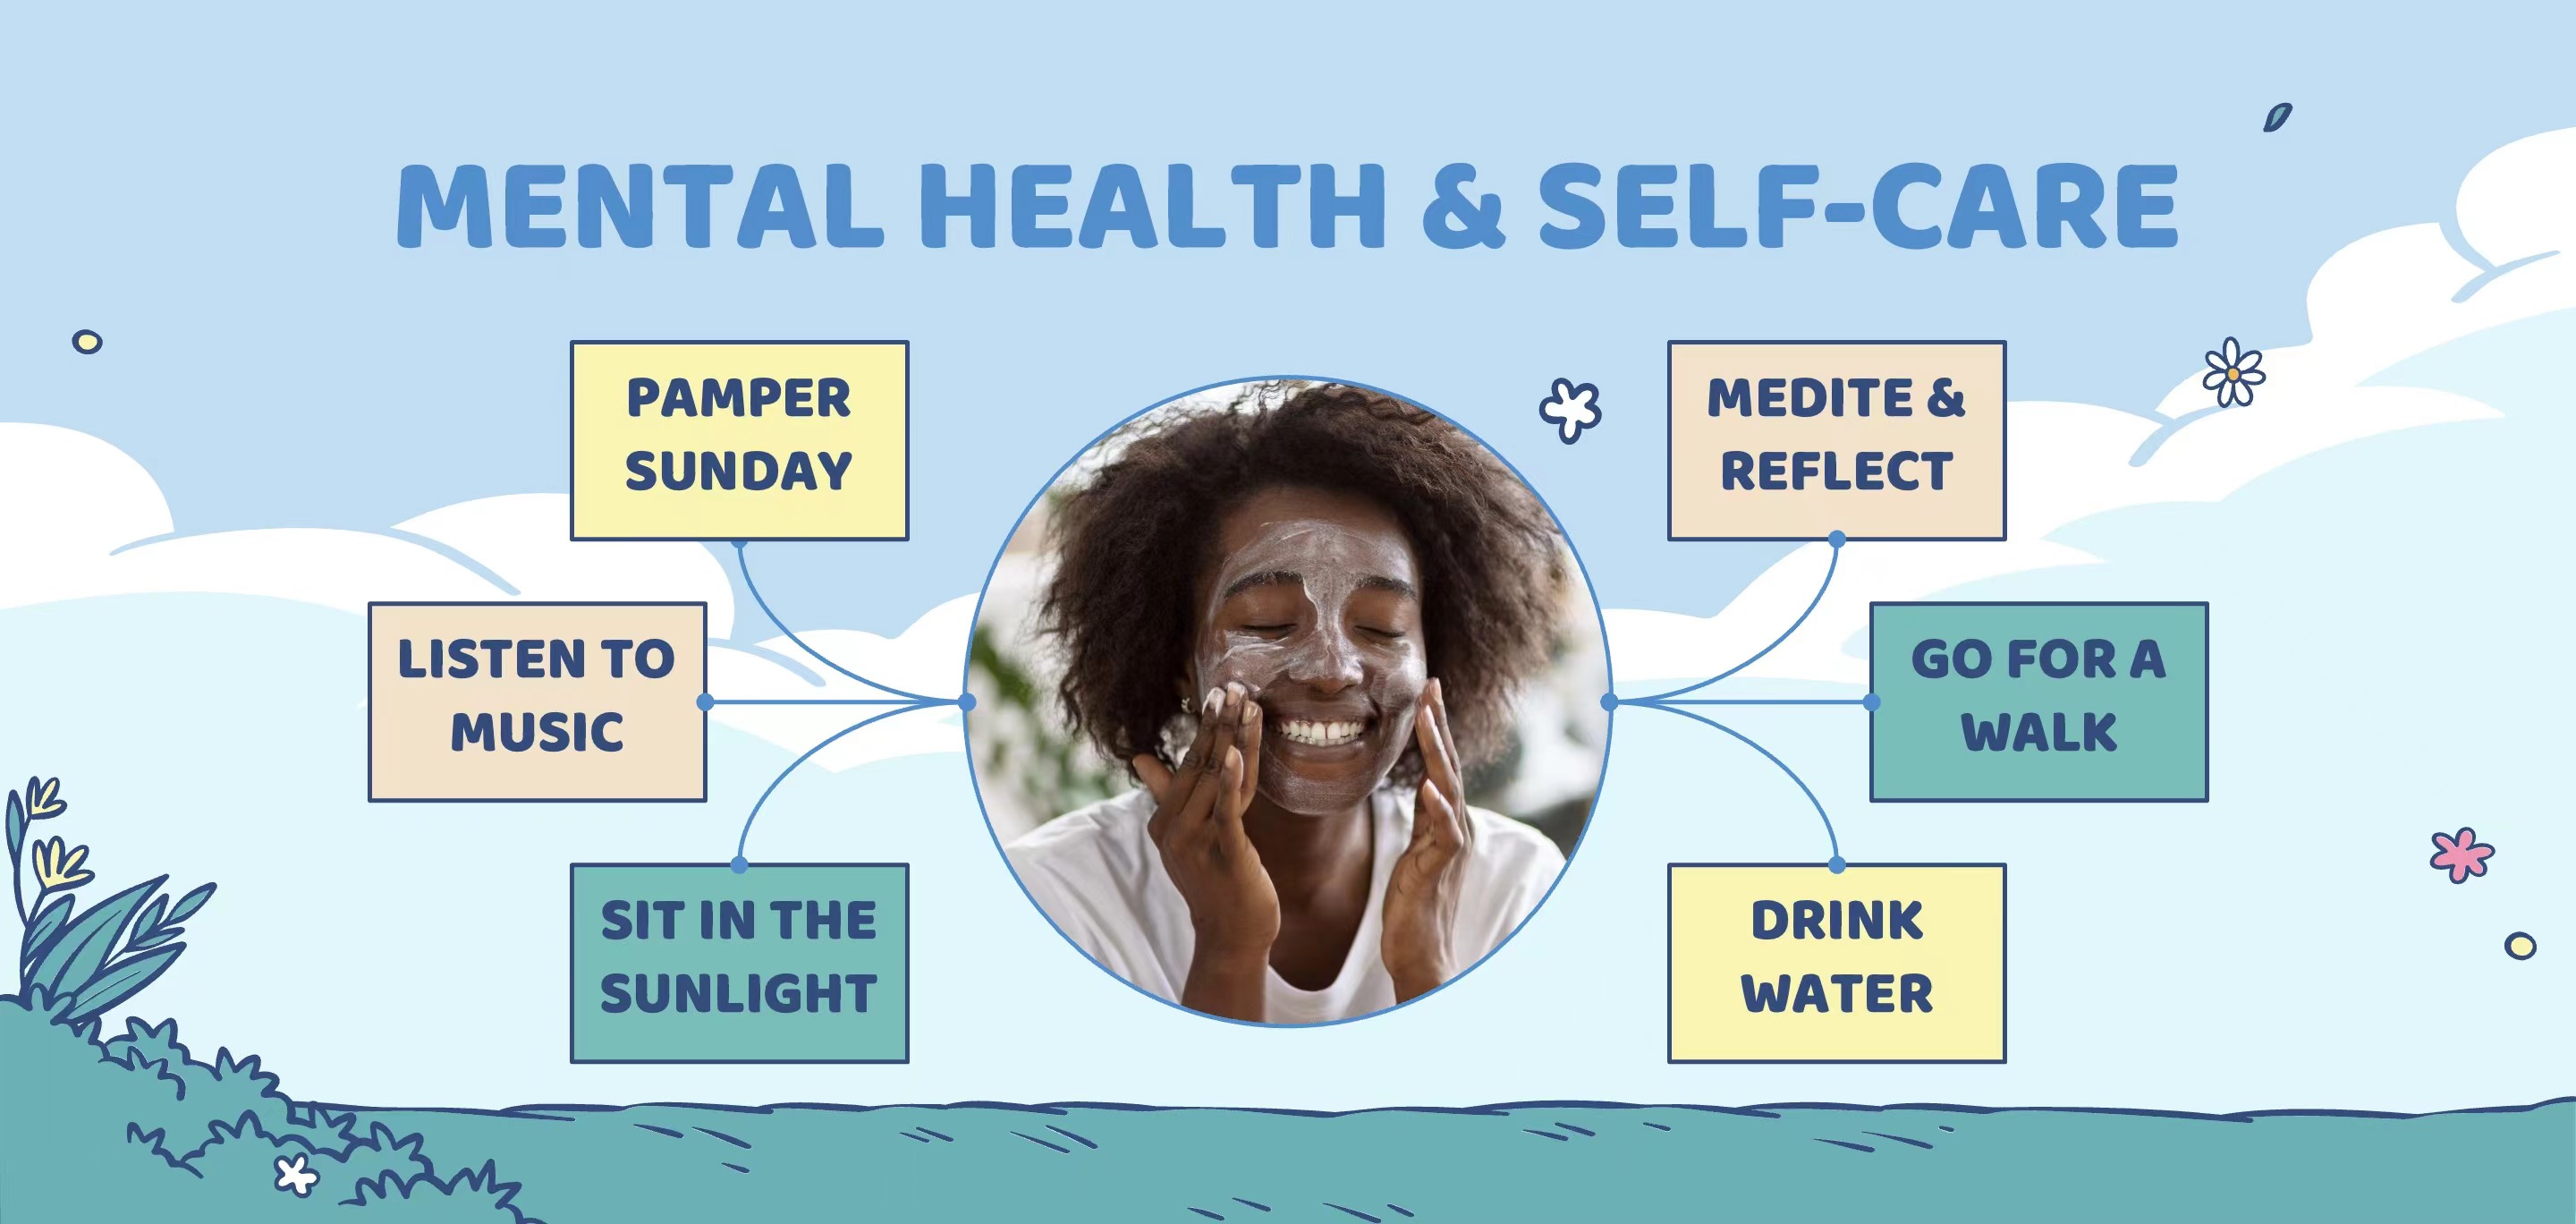 MENTAL HEALTH & SELF-CARE
PAMPER
SUNDAY
LISTEN TO
MUSIC
SIT IN THE
SUNLIGHT
MEDITE &
REFLECT
GO FOR A
WALK
DRINK
WATER